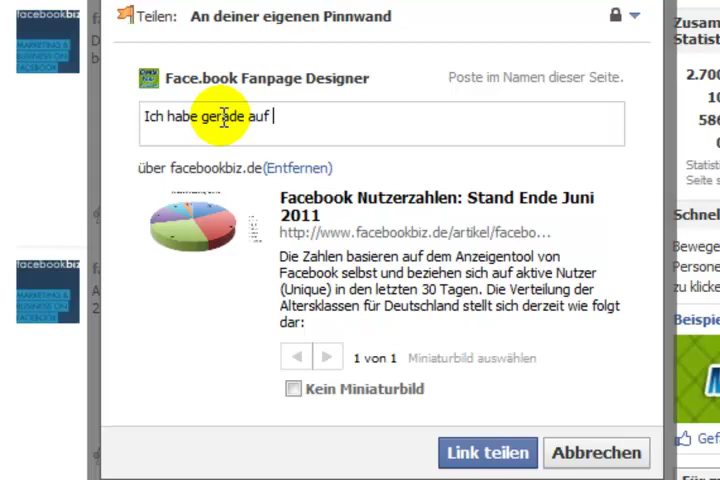 facebookbiz
MARKETING &
BUSINESS ON
FACEBOOK
facebookbiz
MARKETING &
BUSINESS ON
FACEBOOK
Teilen: An deiner eigenen Pinnwand
Face.book Fanpage Designer
Poste im Namen dieser Seite.
Ich habe gerade auf
über facebookbiz.de(Entfernen)
Facebook Nutzerzahlen: Stand Ende Juni
2011
http://www.facebookbiz.de/artikel/facebo...
Die Zahlen basieren auf dem Anzeigentool von
Facebook selbst und beziehen sich auf aktive Nutzer
(Unique) in den letzten 30 Tagen. Die Verteilung der
Altersklassen für Deutschland stellt sich derzeit wie folgt
dar:
1 von 1 Miniaturbild auswählen
Kein Miniaturbild
Link teilen
Abbrechen
Zusam
Statist
2.700
10
586
Statisti
Seite s
Schnel
Bewege
Persone
zu klicke
Beispie
Gef